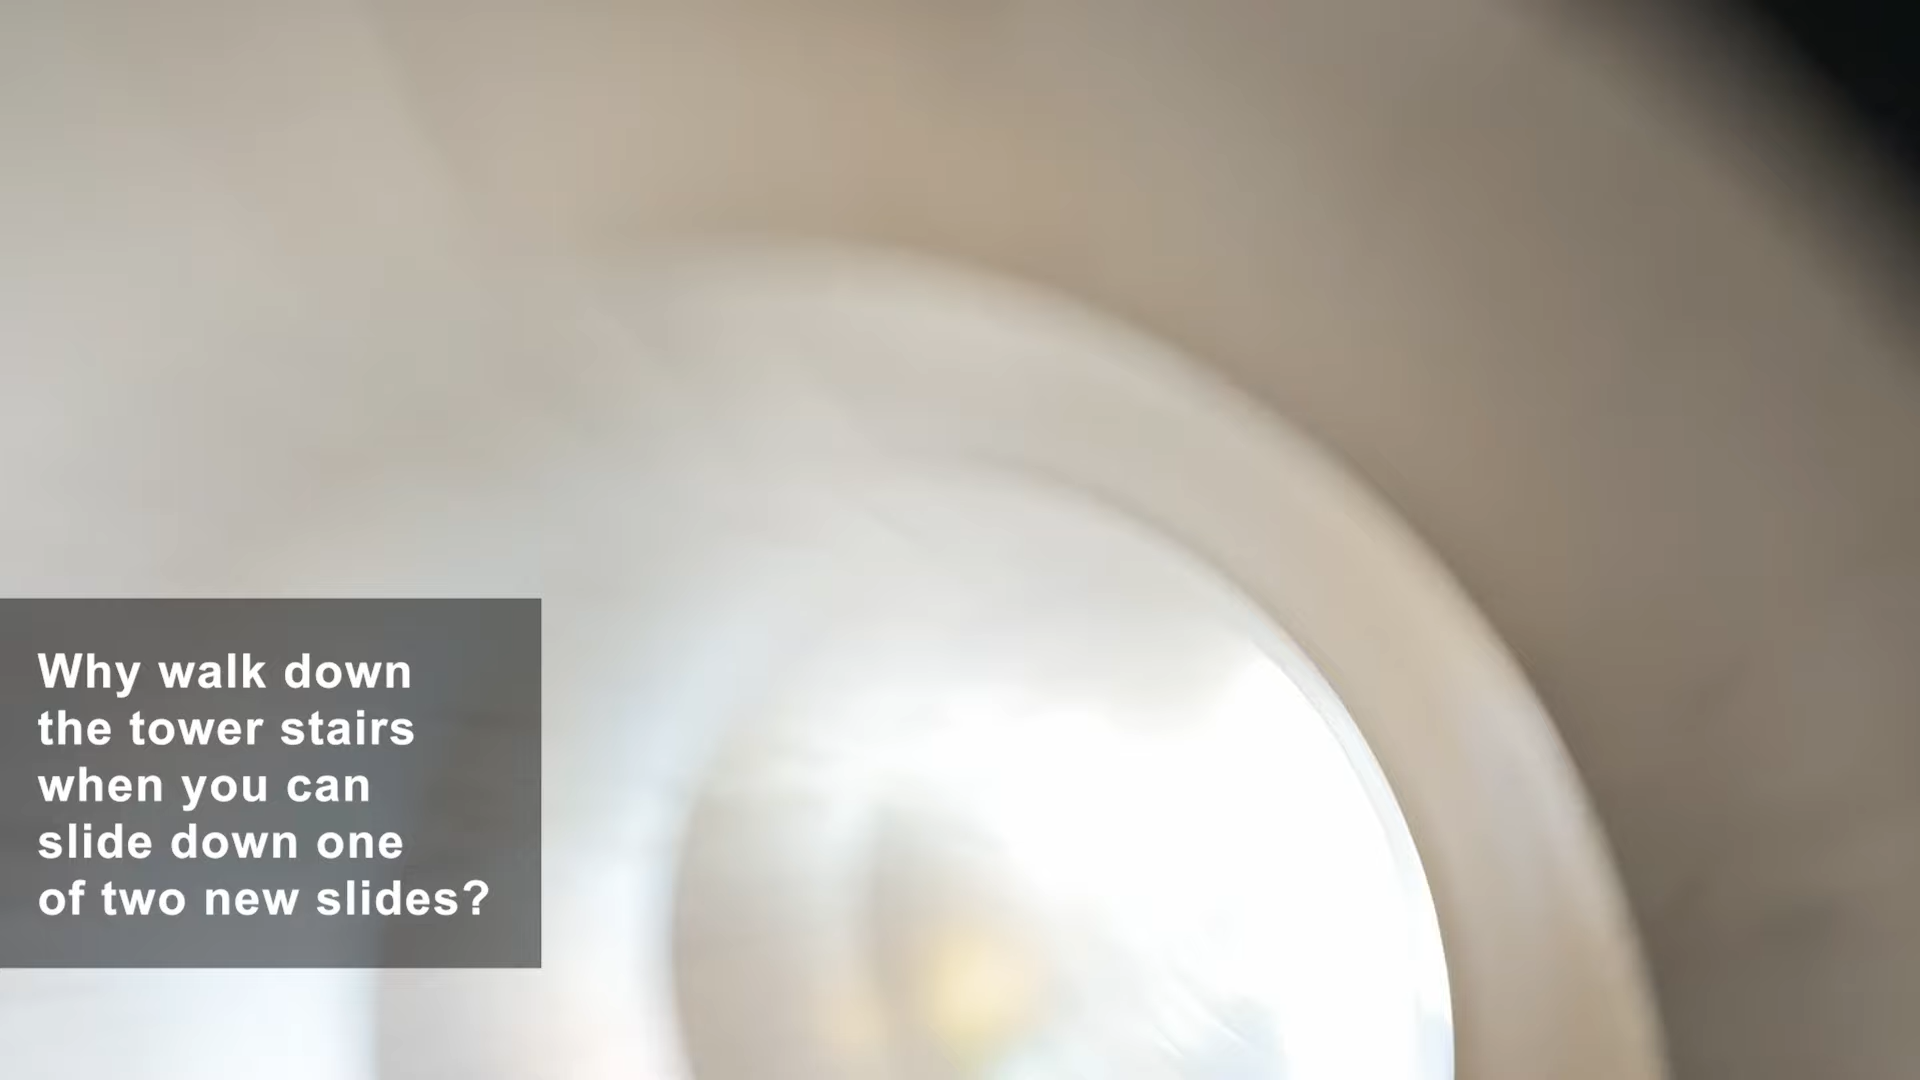 Why walk down
the tower stairs
when you can
slide down one
of two new slides?